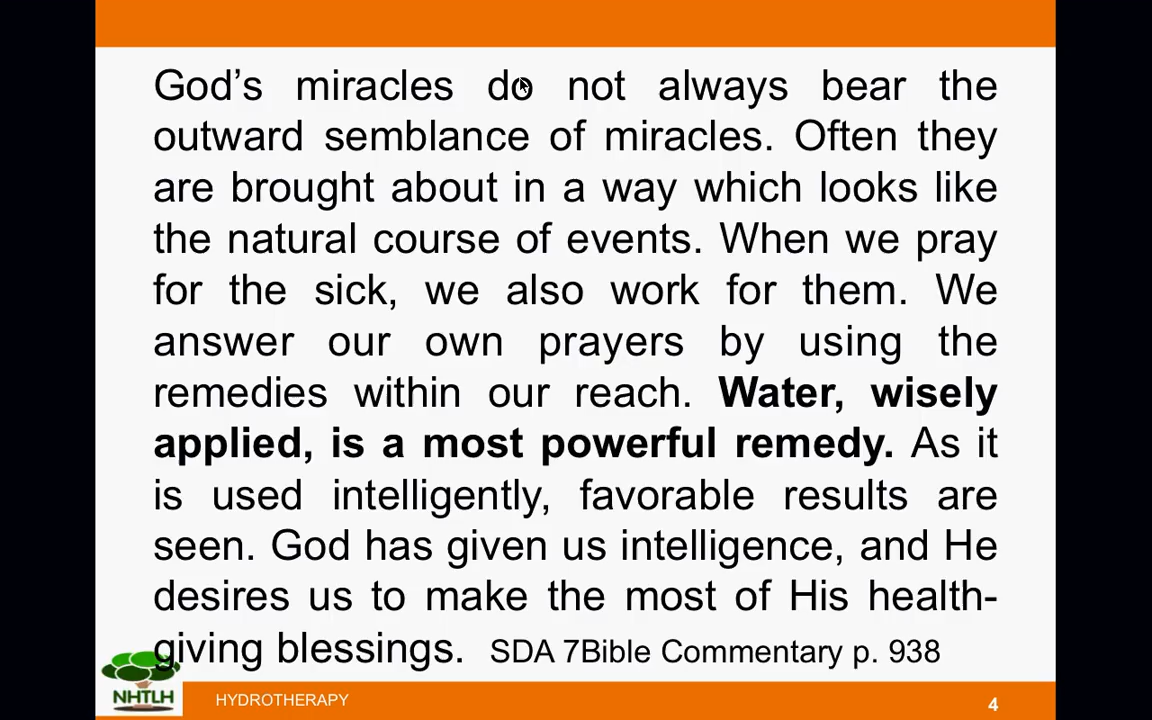 God’s miracles do not always bear the
outward semblance of miracles. Often they
are brought about in a way which looks like
the natural course of events. When we pray
for the sick, we also work for them. We
answer our own prayers by using the
remedies within our reach. Water, wisely
applied, is a most powerful remedy. As it
is used intelligently, favorable results are
seen. God has given us intelligence, and He
desires us to make the most of His health-
giving blessings. SDA 7Bible Commentary p. 938
NHTLH
HYDROTHERAPY
4